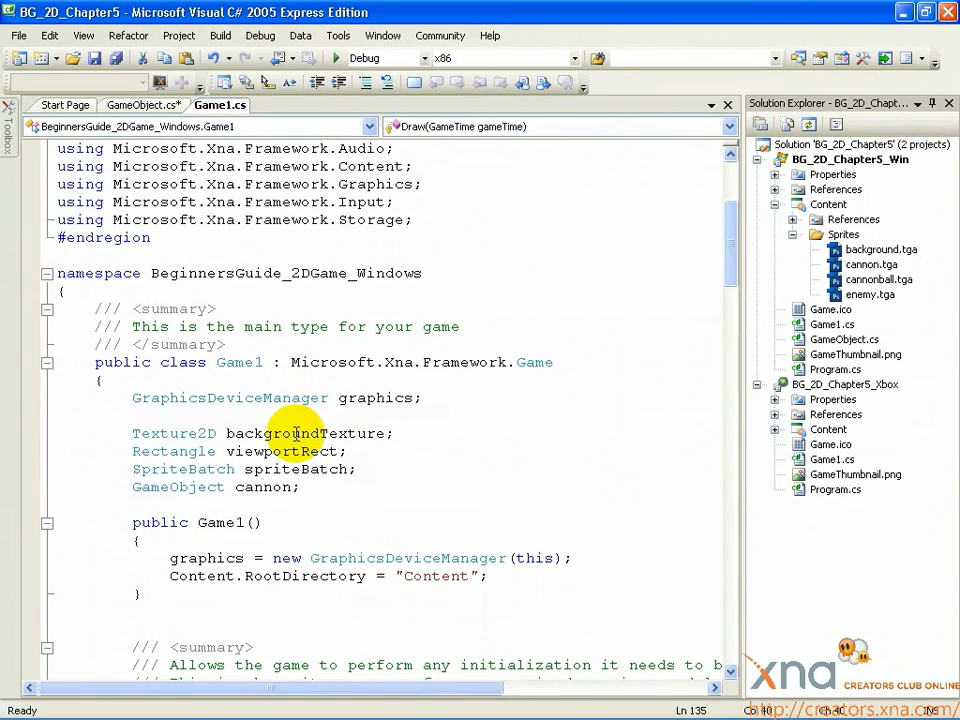 BG_2D_Chapter5 - Microsoft Visual C# 2005 Express Edition
File Edit View Refactor Project Build Debug Data Tools Window Community Help
Debug x86
Start Page GameObject.cs* Game1.cs
BeginnersGuide_2DGame_Windows.Game1 Draw(GameTime gameTime)
Toolbox
using Microsoft.Xna.Framework.Audio;
using Microsoft.Xna.Framework.Content;
using Microsoft.Xna.Framework.Graphics;
using Microsoft.Xna.Framework.Input;
using Microsoft.Xna.Framework.Storage;
#endregion
namespace BeginnersGuide_2DGame_Windows
{
/// <summary>
/// This is the main type for your game
/// </summary>
public class Game1 : Microsoft.Xna.Framework.Game
{
GraphicsDeviceManager graphics;
Texture2D backgroundTexture;
Rectangle viewportRect;
SpriteBatch spriteBatch;
GameObject cannon;
public Game1()
{
graphics = new GraphicsDeviceManager(this);
Content.RootDirectory = "Content";
}
/// <summary>
/// Allows the game to perform any initialization it needs to b
Solution Explorer - BG_2D_Chapt...
Solution 'BG_2D_Chapter5' (2 projects)
BG_2D_Chapter5_Win
Properties
References
Content
References
Sprites
background.tga
cannon.tga
cannonball.tga
enemy.tga
Game.ico
Game1.cs
GameObject.cs
GameThumbnail.png
Program.cs
BG_2D_Chapter5_Xbox
Properties
References
Content
Game.ico
Game1.cs
GameThumbnail.png
Program.cs
xna CREATORS CLUB ONLINE
http://creators.xna.com/
Ready Ln 135 Col 40 Ch 40 INS